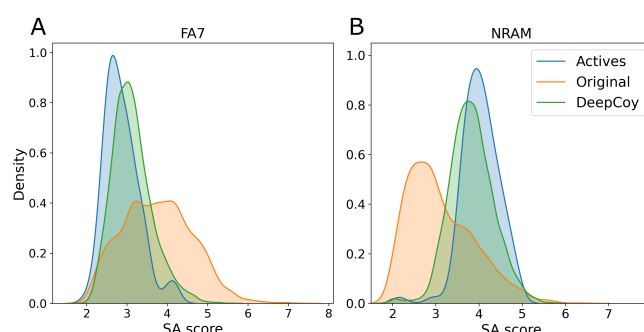 A
FA7
B
NRAM
Actives
Original
DeepCoy
Density
1.0
0.8
0.6
0.4
0.2
0.0
2 3 4 5 6 7 8
SA score
1.0
0.8
0.6
0.4
0.2
0.0
2 3 4 5 6 7
SA score